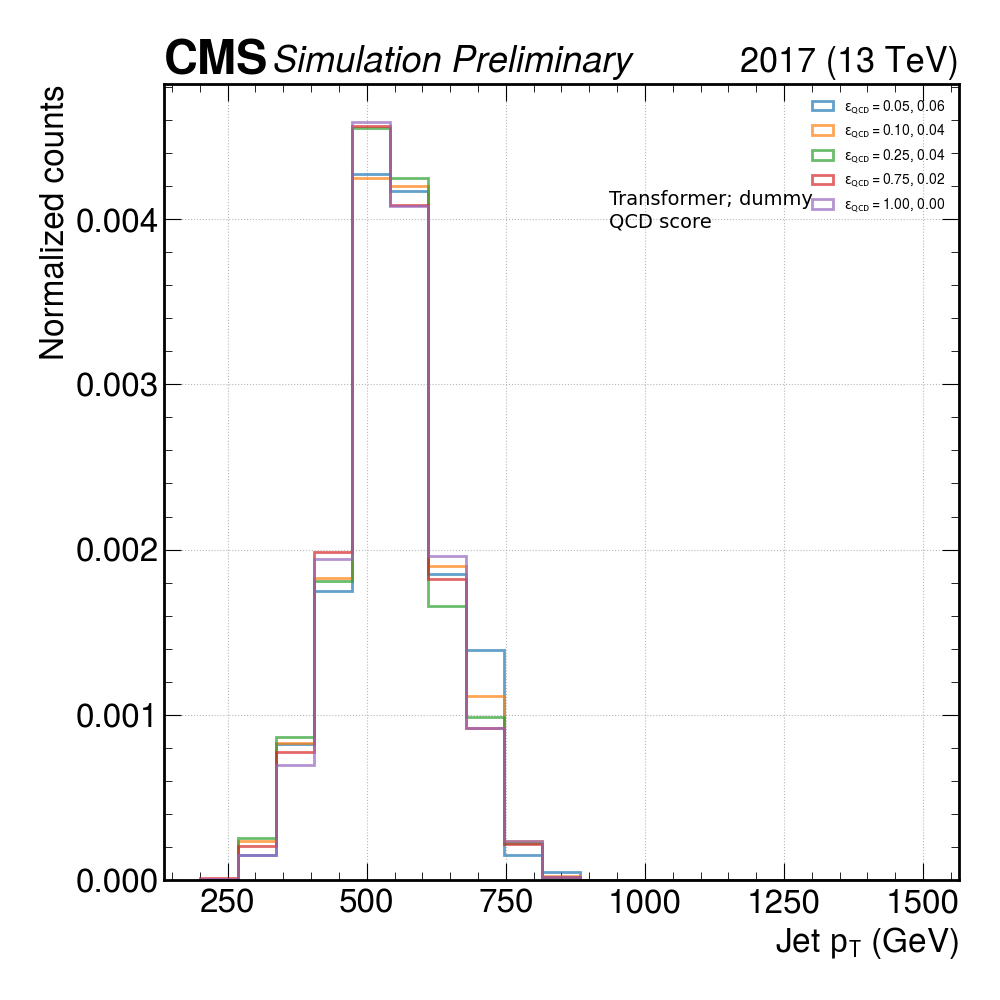 CMS Simulation Preliminary 2017 (13 TeV)
Normalized counts
ε_QCD = 0.05, 0.06
ε_QCD = 0.10, 0.04
ε_QCD = 0.25, 0.04
ε_QCD = 0.75, 0.02
ε_QCD = 1.00, 0.00
Transformer; dummy
QCD score
0.004
0.003
0.002
0.001
0.000
250 500 750 1000 1250 1500
Jet p_T (GeV)